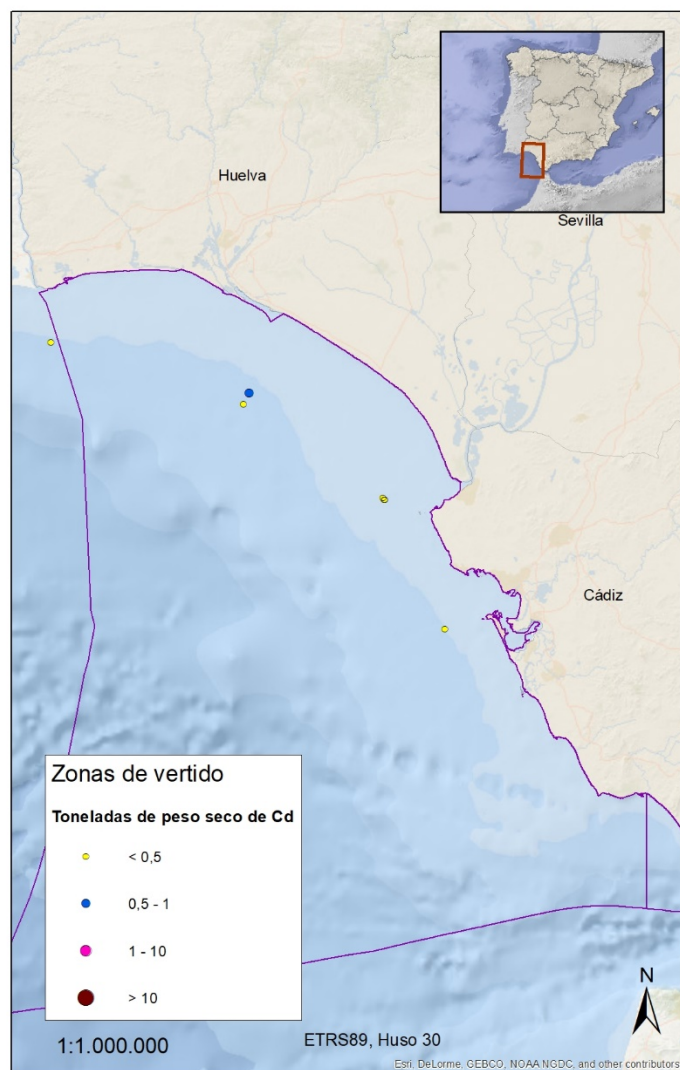 Huelva
Sevilla
Cádiz
Zonas de vertido
Toneladas de peso seco de Cd
< 0,5
0,5 - 1
1 - 10
> 10
N
1:1.000.000
ETRS89, Huso 30
Esri, DeLorme, GEBCO, NOAA NGDC, and other contributors